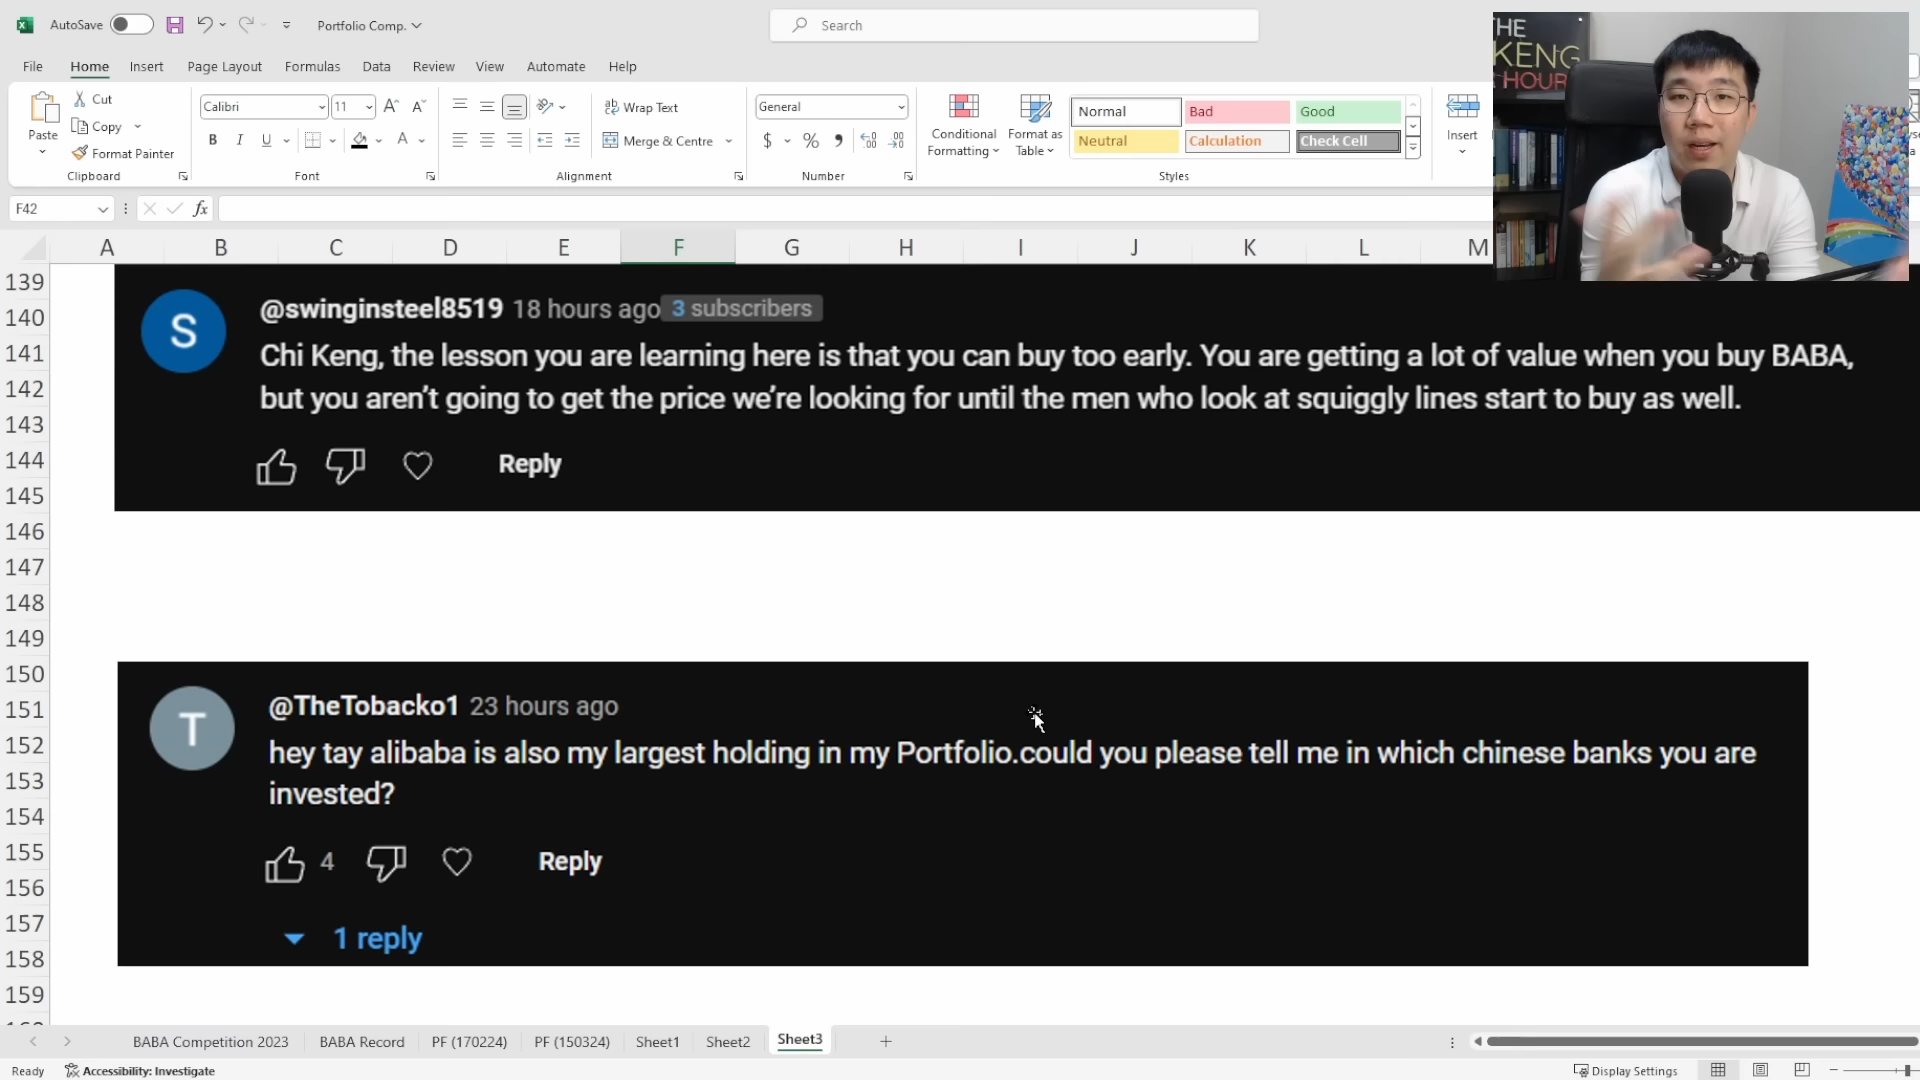 AutoSave
Portfolio Comp.
Search
File Home Insert Page Layout Formulas Data Review View Automate Help
Paste
Cut
Copy
Format Painter
Clipboard
Calibri 11
B I U
A
Font
Wrap Text
Merge & Centre
Alignment
General
$ %
Number
Conditional Formatting
Format as Table
Normal Bad Good
Neutral Calculation Check Cell
Styles
Insert
THE
KENG
HOUR
F42
fx
A B C D E F G H I J K L M
139
140
141
142
143
144
145
146
147
148
149
150
151
152
153
154
155
156
157
158
159
S
@swinginsteel8519 18 hours ago 3 subscribers
Chi Keng, the lesson you are learning here is that you can buy too early. You are getting a lot of value when you buy BABA,
but you aren't going to get the price we're looking for until the men who look at squiggly lines start to buy as well.
Reply
T
@TheTobacko1 23 hours ago
hey tay alibaba is also my largest holding in my Portfolio.could you please tell me in which chinese banks you are
invested?
4 Reply
1 reply
BABA Competition 2023 BABA Record PF (170224) PF (150324) Sheet1 Sheet2 Sheet3
Ready Accessibility: Investigate Display Settings